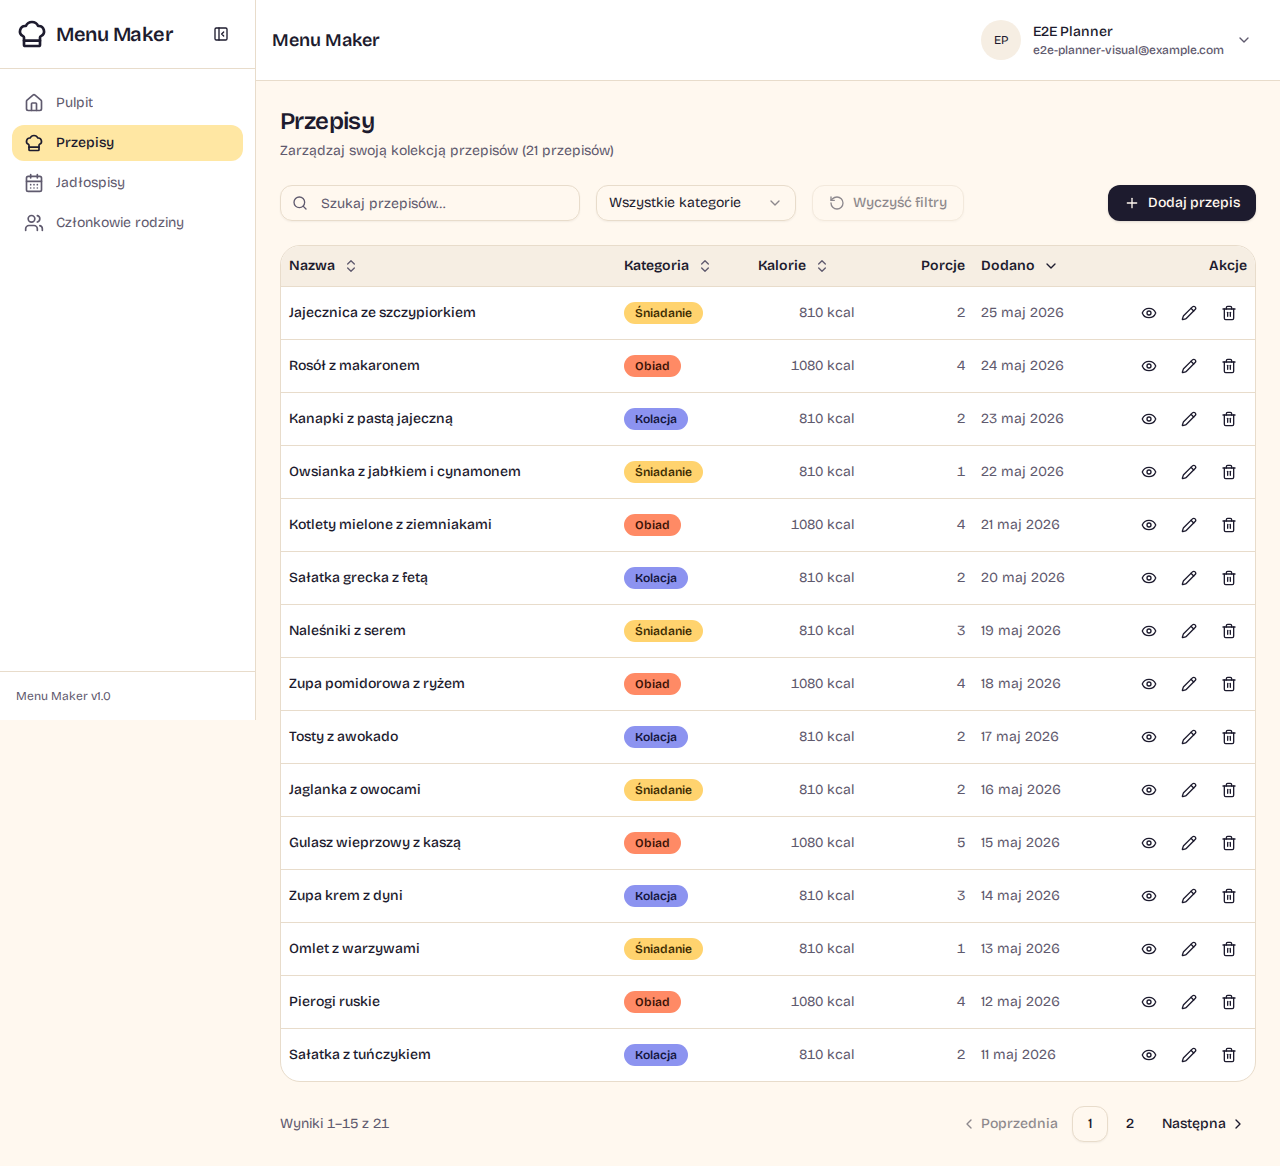 Menu Maker
Menu Maker
EP
E2E Planner
e2e-planner-visual@example.com
Pulpit
Przepisy
Jadłospisy
Członkowie rodziny
Menu Maker v1.0
Przepisy
Zarządzaj swoją kolekcją przepisów (21 przepisów)
Szukaj przepisów...
Wszystkie kategorie
Wyczyść filtry
Dodaj przepis
Nazwa Kategoria Kalorie Porcje Dodano Akcje
Jajecznica ze szczypiorkiem Śniadanie 810 kcal 2 25 maj 2026
Rosół z makaronem Obiad 1080 kcal 4 24 maj 2026
Kanapki z pastą jajeczną Kolacja 810 kcal 2 23 maj 2026
Owsianka z jabłkiem i cynamonem Śniadanie 810 kcal 1 22 maj 2026
Kotlety mielone z ziemniakami Obiad 1080 kcal 4 21 maj 2026
Sałatka grecka z fetą Kolacja 810 kcal 2 20 maj 2026
Naleśniki z serem Śniadanie 810 kcal 3 19 maj 2026
Zupa pomidorowa z ryżem Obiad 1080 kcal 4 18 maj 2026
Tosty z awokado Kolacja 810 kcal 2 17 maj 2026
Jaglanka z owocami Śniadanie 810 kcal 2 16 maj 2026
Gulasz wieprzowy z kaszą Obiad 1080 kcal 5 15 maj 2026
Zupa krem z dyni Kolacja 810 kcal 3 14 maj 2026
Omlet z warzywami Śniadanie 810 kcal 1 13 maj 2026
Pierogi ruskie Obiad 1080 kcal 4 12 maj 2026
Sałatka z tuńczykiem Kolacja 810 kcal 2 11 maj 2026
Wyniki 1–15 z 21
Poprzednia 1 2 Następna